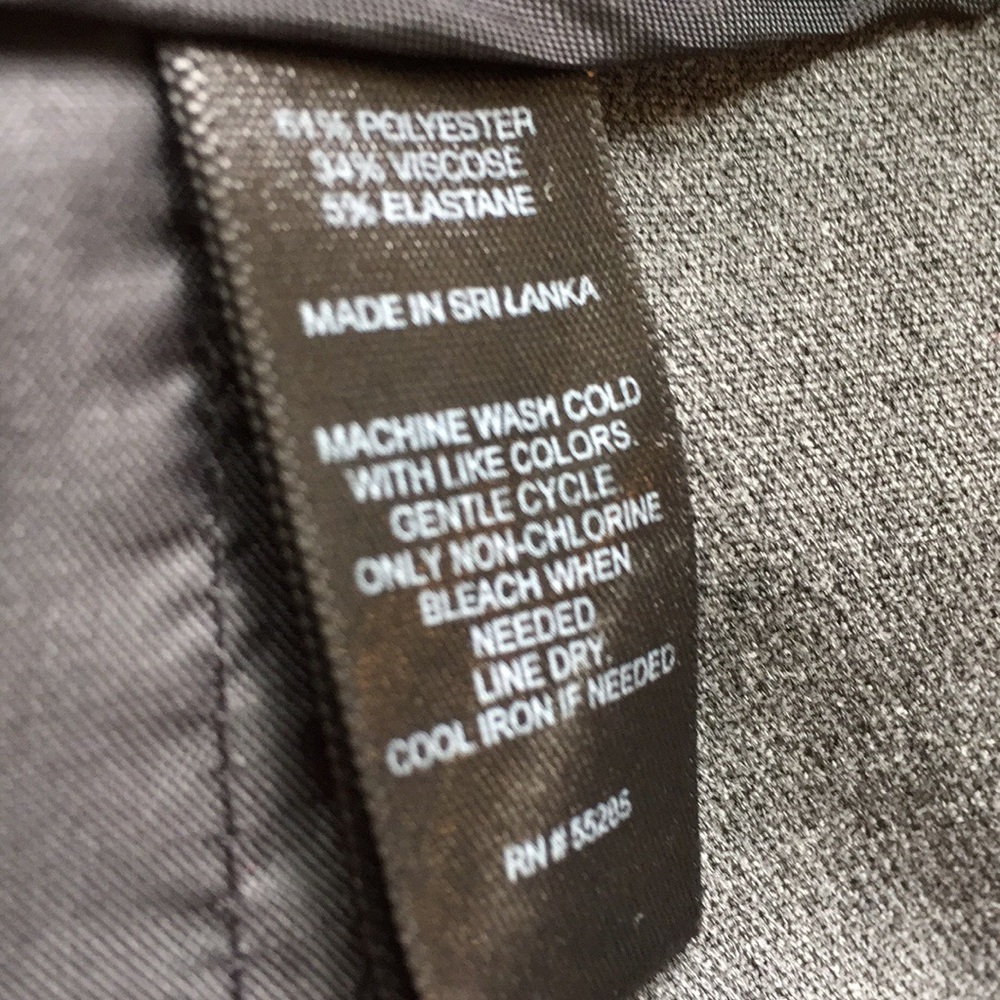 61% POLYESTER
34% VISCOSE
5% ELASTANE
MADE IN SRI LANKA
MACHINE WASH COLD
WITH LIKE COLORS.
GENTLE CYCLE
ONLY NON-CHLORINE
BLEACH WHEN
NEEDED
LINE DRY.
COOL IRON IF NEEDED.
RN # 55285